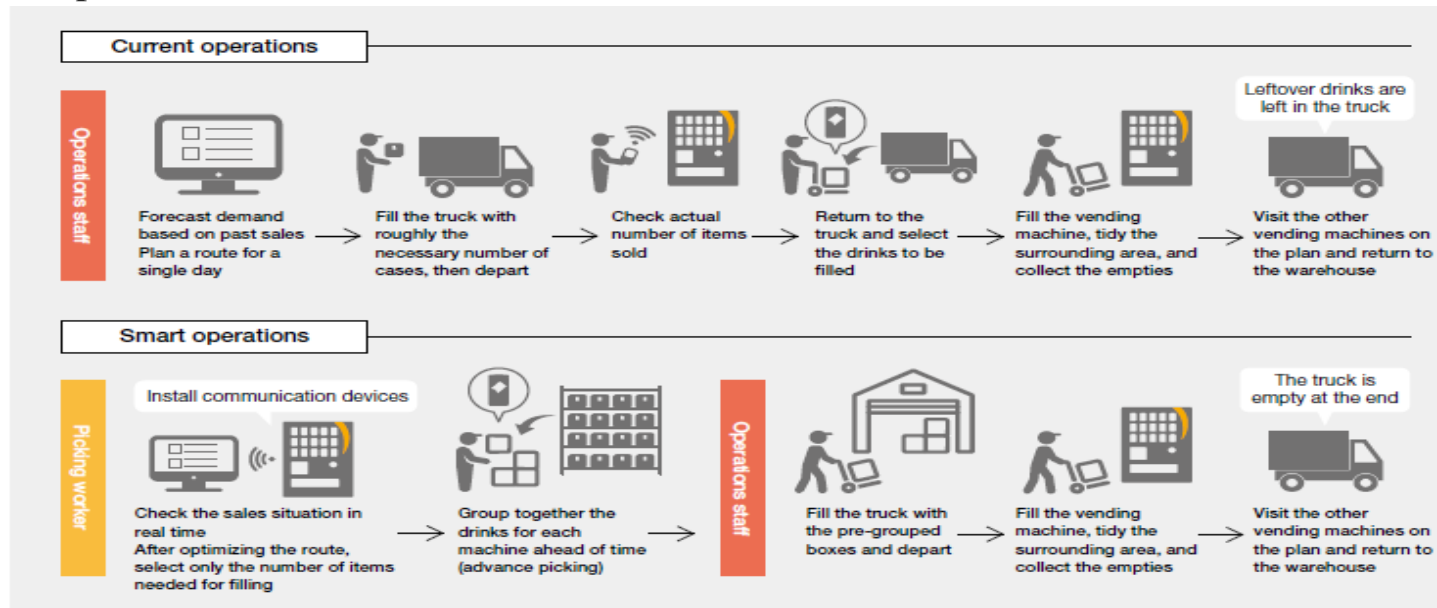 Current operations
Operations staff
Leftover drinks are
left in the truck
Forecast demand
based on past sales
Plan a route for a
single day
Fill the truck with
roughly the
necessary number of
cases, then depart
Check actual
number of items
sold
Return to the
truck and select
the drinks to be
filled
Fill the vending
machine, tidy the
surrounding area, and
collect the empties
Visit the other
vending machines on
the plan and return to
the warehouse
Smart operations
Picking worker
Install communication devices
Check the sales situation in
real time
After optimizing the route,
select only the number of items
needed for filling
Group together the
drinks for each
machine ahead of time
(advance picking)
Operations staff
Fill the truck with
the pre-grouped
boxes and depart
Fill the vending
machine, tidy the
surrounding area, and
collect the empties
The truck is
empty at the end
Visit the other
vending machines on
the plan and return to
the warehouse